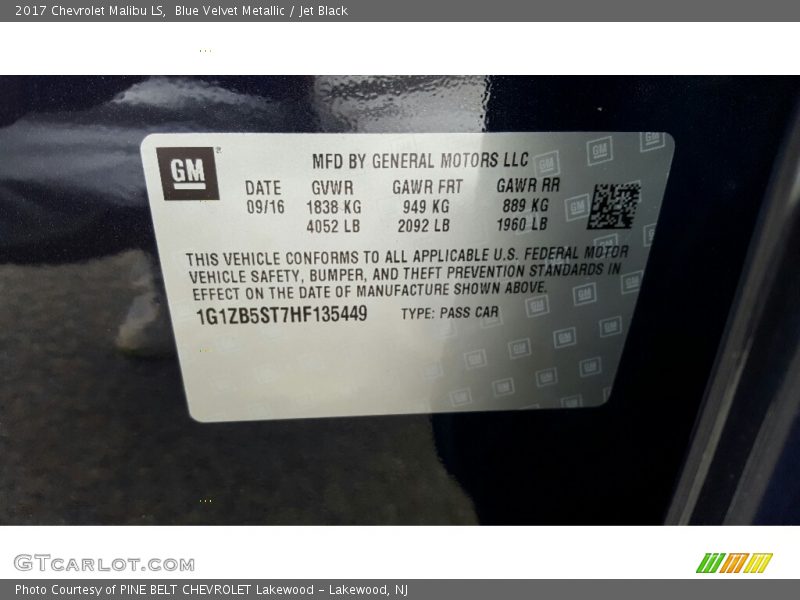 2017 Chevrolet Malibu LS,  Blue Velvet Metallic / Jet Black
GM
MFD BY GENERAL MOTORS LLC
DATE GVWR GAWR FRT GAWR RR
09/16 1838 KG 949 KG 889 KG
4052 LB 2092 LB 1960 LB
THIS VEHICLE CONFORMS TO ALL APPLICABLE U.S. FEDERAL MOTOR
VEHICLE SAFETY, BUMPER, AND THEFT PREVENTION STANDARDS IN
EFFECT ON THE DATE OF MANUFACTURE SHOWN ABOVE.
1G1ZB5ST7HF135449 TYPE: PASS CAR
GTCARLOT.COM
Photo Courtesy of PINE BELT CHEVROLET Lakewood - Lakewood, NJ